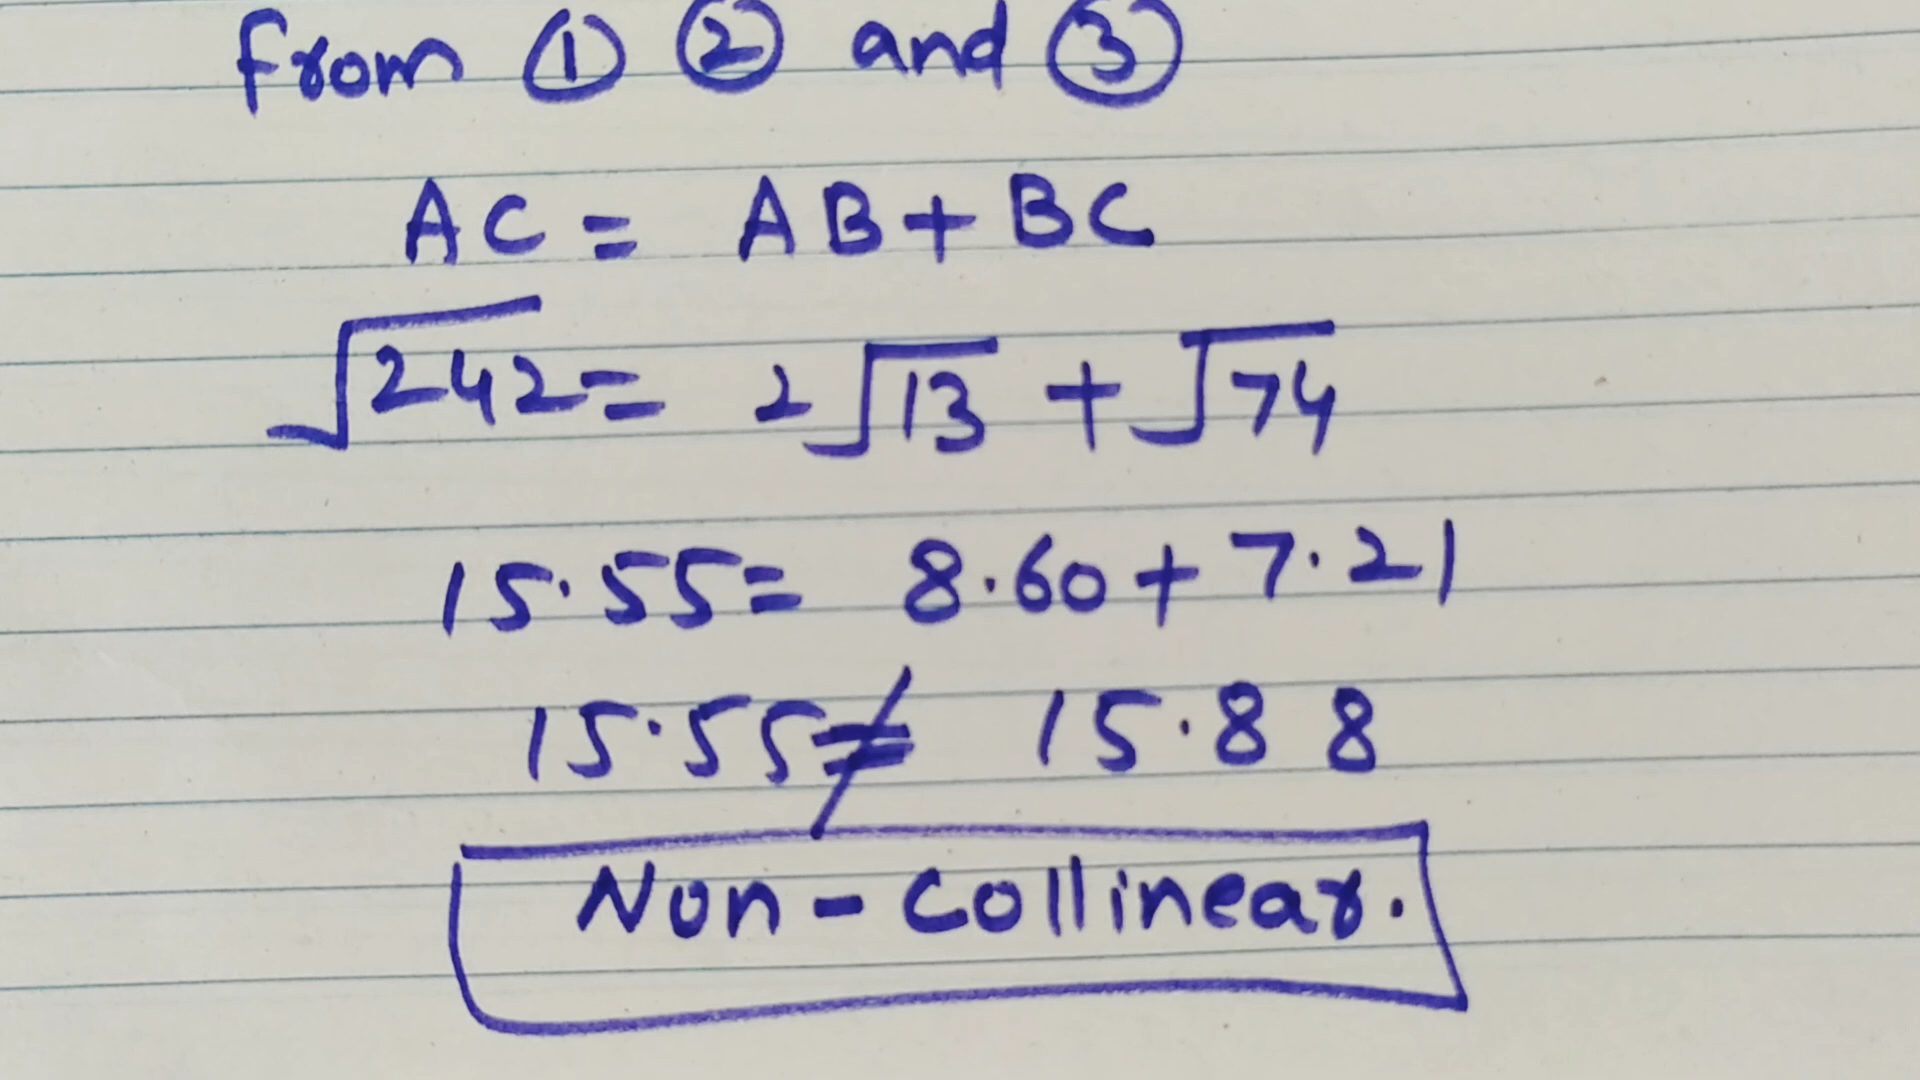 from ① ② and ③
AC = AB + BC
√242 = 2√13 + √74
15.55 = 8.60 + 7.21
15.55 ≠ 15.88
Non-Collinear.